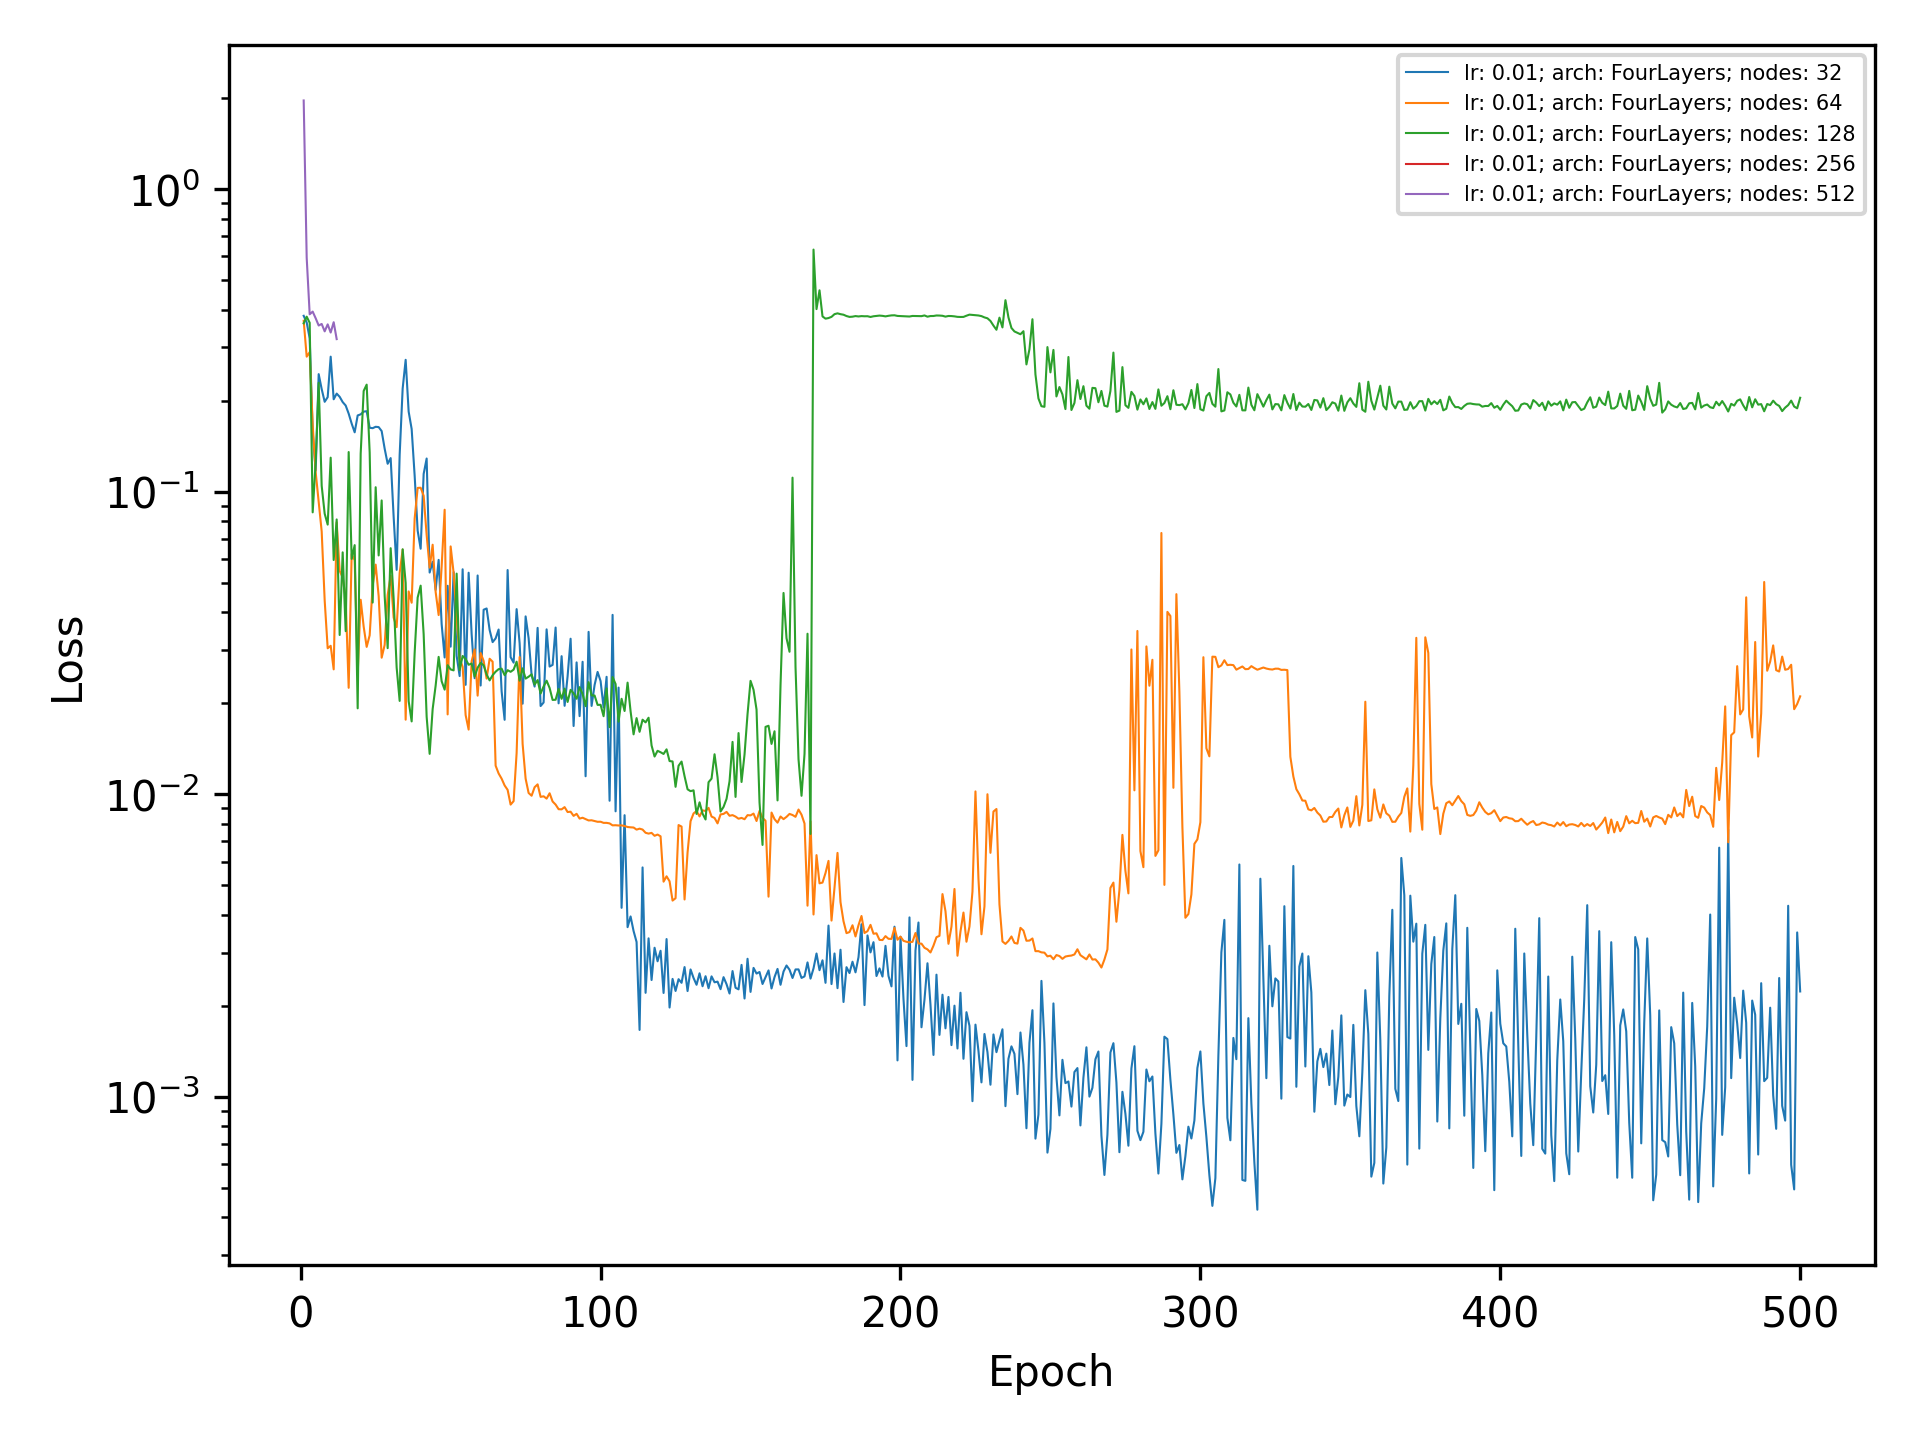 lr: 0.01; arch: FourLayers; nodes: 32
lr: 0.01; arch: FourLayers; nodes: 64
lr: 0.01; arch: FourLayers; nodes: 128
lr: 0.01; arch: FourLayers; nodes: 256
lr: 0.01; arch: FourLayers; nodes: 512
10⁰
10⁻¹
10⁻²
10⁻³
Loss
0 100 200 300 400 500
Epoch